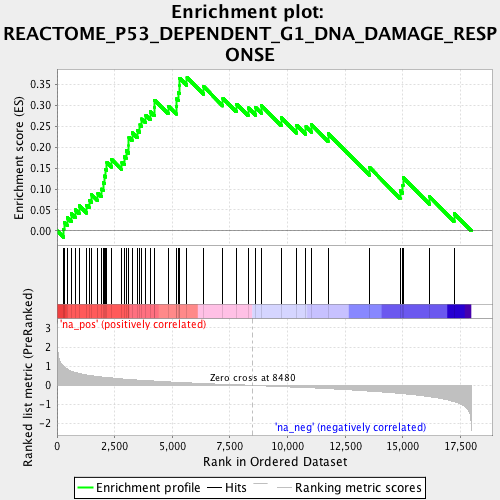 Enrichment plot:
REACTOME_P53_DEPENDENT_G1_DNA_DAMAGE_RESP
ONSE
Enrichment score (ES)
0.35
0.30
0.25
0.20
0.15
0.10
0.05
0.00
'na_pos' (positively correlated)
Ranked list metric (PreRanked)
3
2
1
0
-1
-2
Zero cross at 8480
'na_neg' (negatively correlated)
0
2,500
5,000
7,500
10,000
12,500
15,000
17,500
Rank in Ordered Dataset
Enrichment profile
Hits
Ranking metric scores